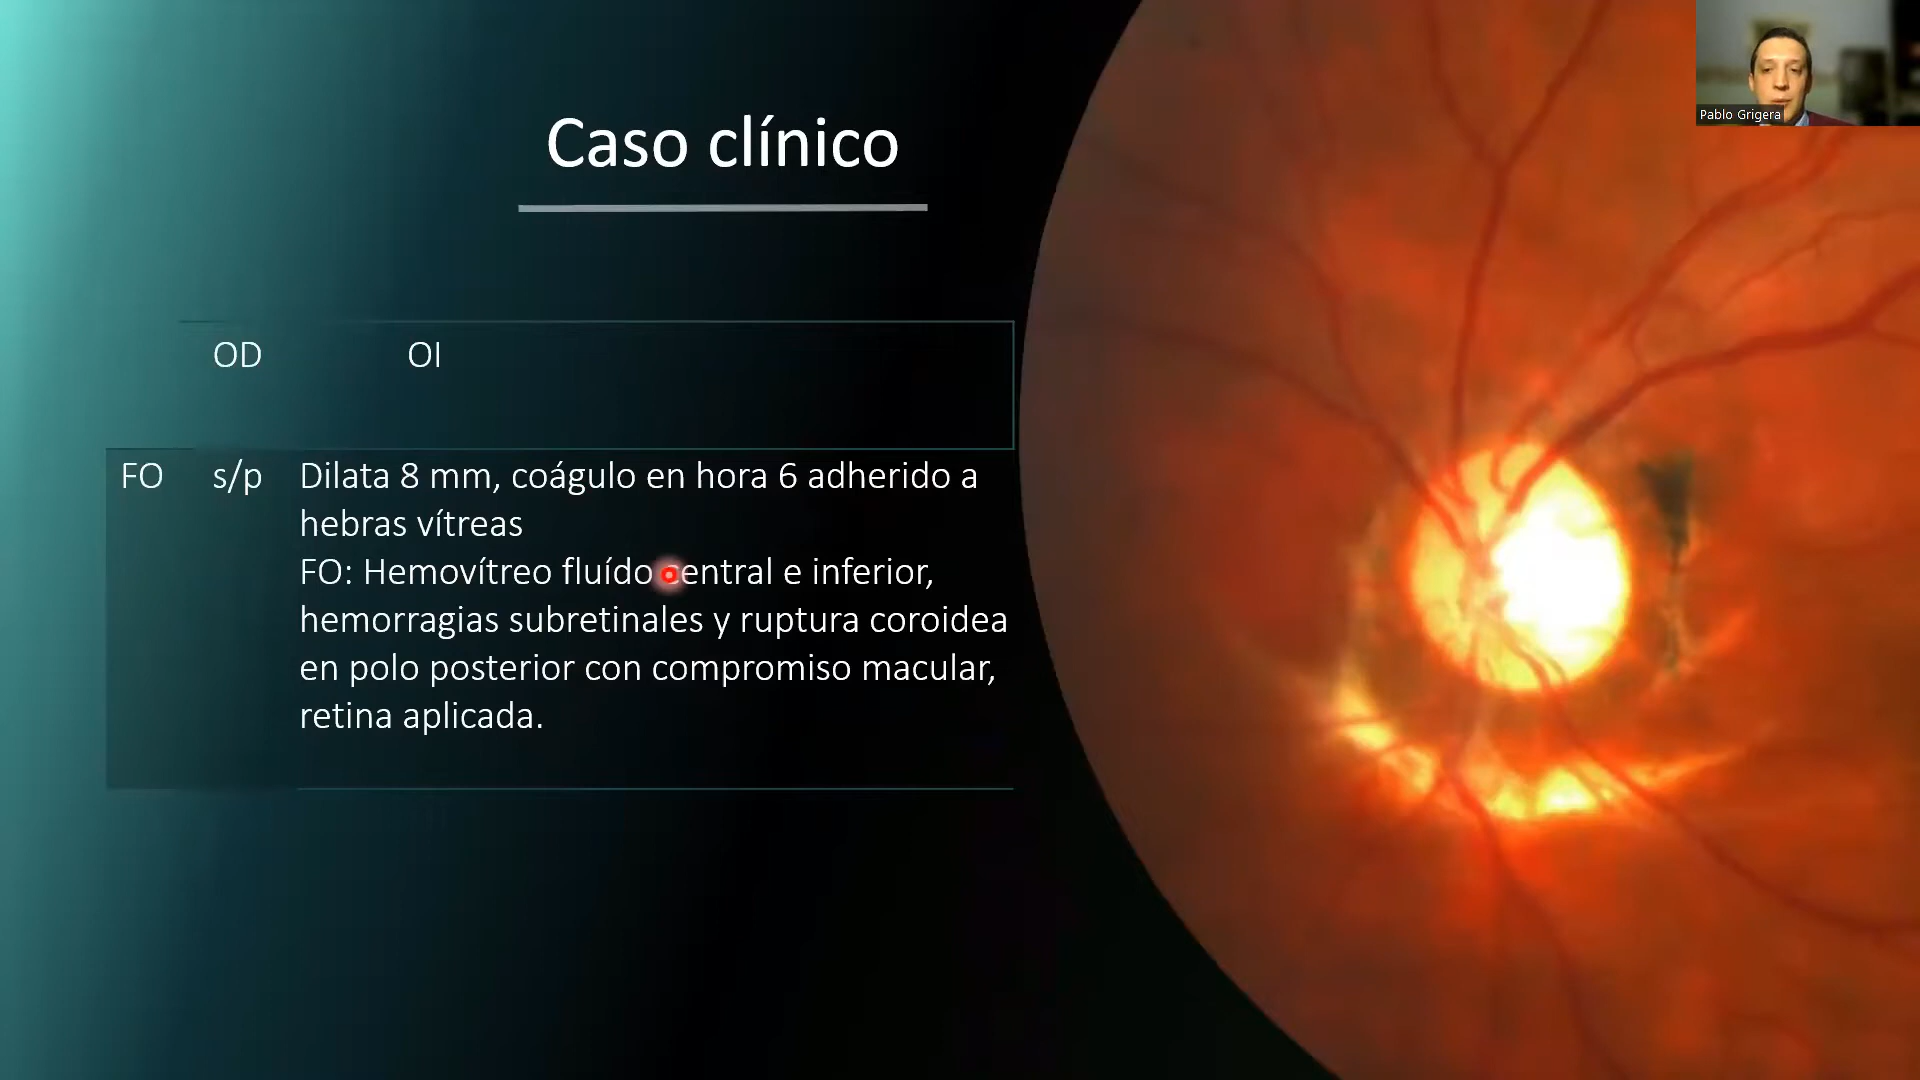 Pablo Grigera
Caso clínico
OD OI
FO s/p Dilata 8 mm, coágulo en hora 6 adherido a
hebras vítreas
FO: Hemovítreo fluído central e inferior,
hemorragias subretinales y ruptura coroidea
en polo posterior con compromiso macular,
retina aplicada.